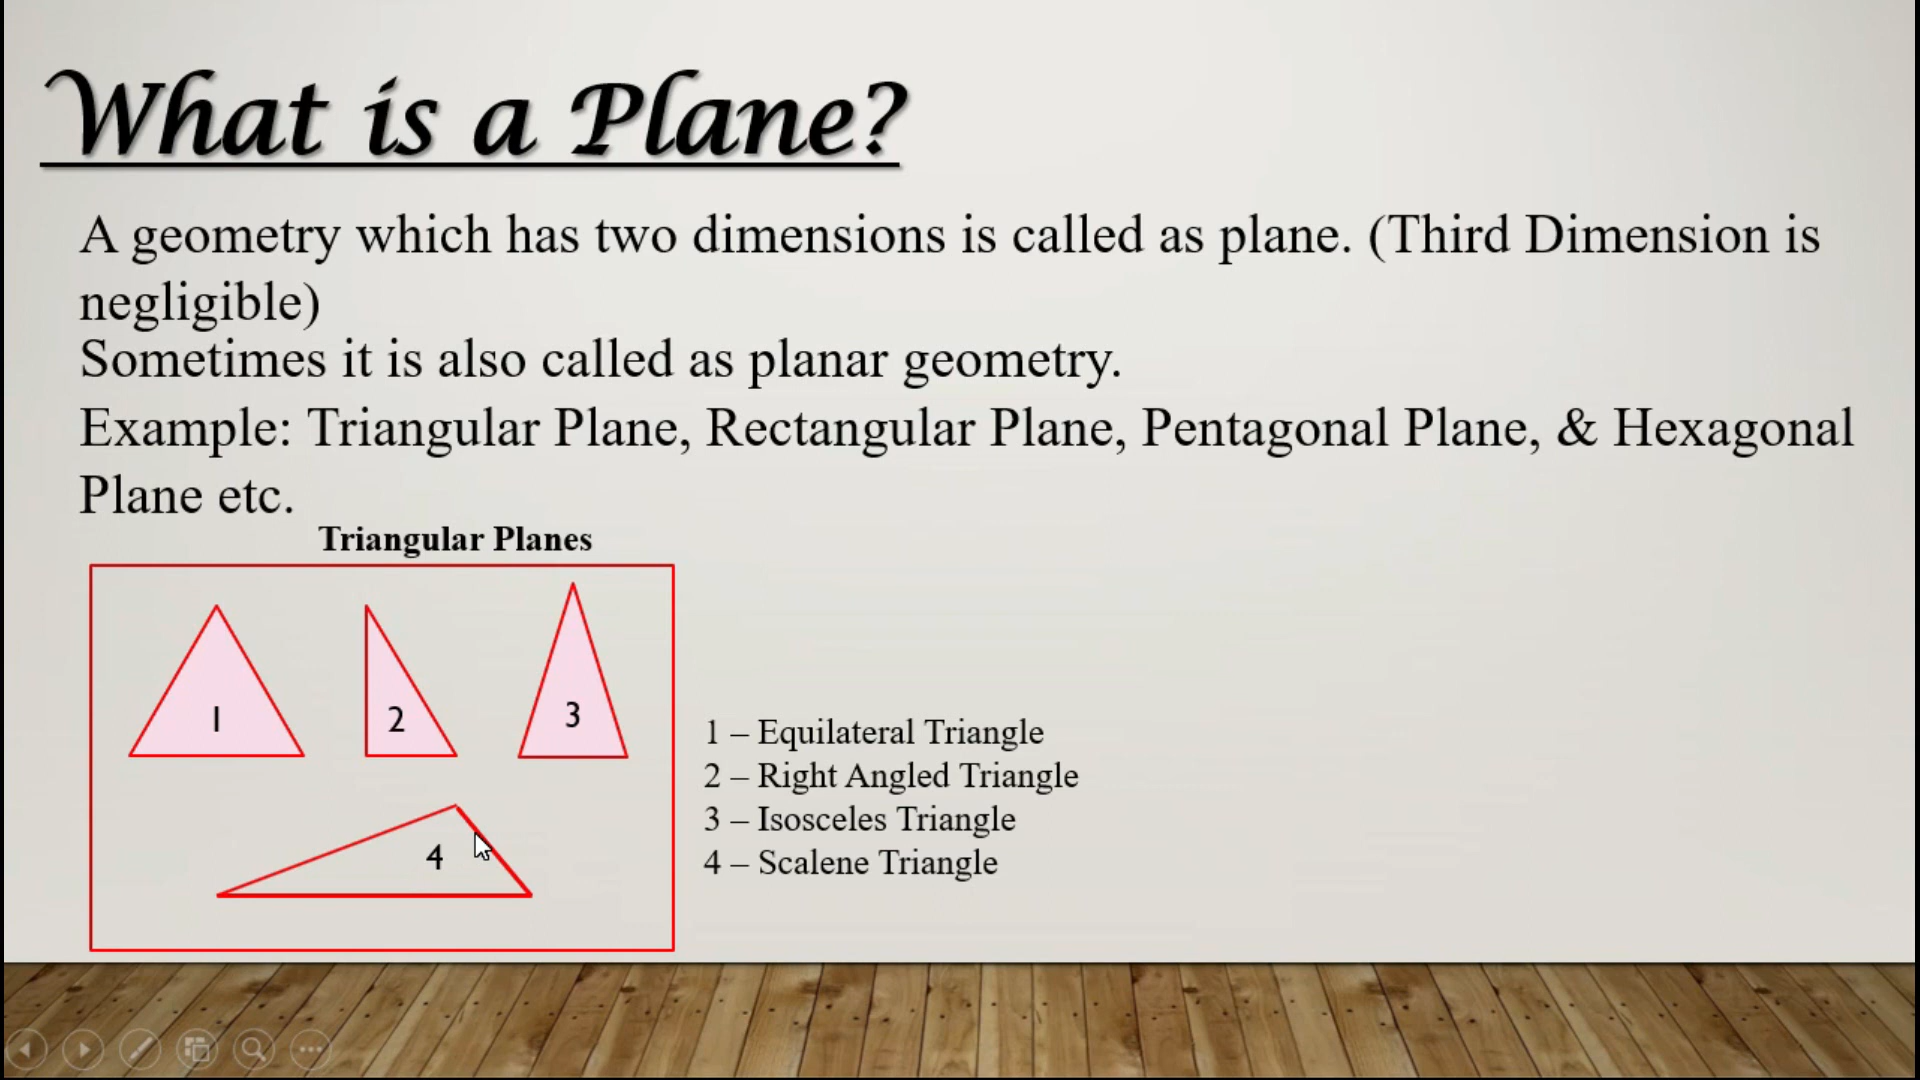 What is a Plane?
A geometry which has two dimensions is called as plane. (Third Dimension is
negligible)
Sometimes it is also called as planar geometry.
Example: Triangular Plane, Rectangular Plane, Pentagonal Plane, & Hexagonal
Plane etc.
Triangular Planes
1 2 3
4
1 – Equilateral Triangle
2 – Right Angled Triangle
3 – Isosceles Triangle
4 – Scalene Triangle